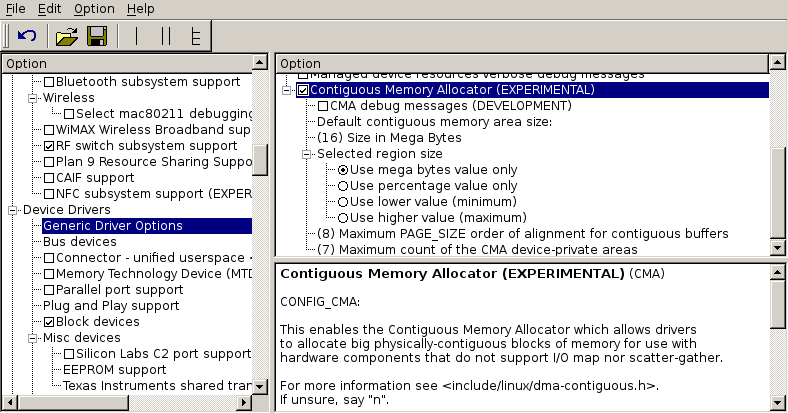 File Edit Option Help
Option
Bluetooth subsystem support
Wireless
Select mac80211 debugging
WiMAX Wireless Broadband sup
RF switch subsystem support
Plan 9 Resource Sharing Suppo
CAIF support
NFC subsystem support (EXPER
Device Drivers
Generic Driver Options
Bus devices
Connector - unified userspace
Memory Technology Device (MTD
Parallel port support
Plug and Play support
Block devices
Misc devices
Silicon Labs C2 port support
EEPROM support
Texas Instruments shared tran
Option
Managed device resources verbose debug messages
Contiguous Memory Allocator (EXPERIMENTAL)
CMA debug messages (DEVELOPMENT)
Default contiguous memory area size:
(16) Size in Mega Bytes
Selected region size
Use mega bytes value only
Use percentage value only
Use lower value (minimum)
Use higher value (maximum)
(8) Maximum PAGE_SIZE order of alignment for contiguous buffers
(7) Maximum count of the CMA device-private areas
Contiguous Memory Allocator (EXPERIMENTAL) (CMA)
CONFIG_CMA:
This enables the Contiguous Memory Allocator which allows drivers
to allocate big physically-contiguous blocks of memory for use with
hardware components that do not support I/O map nor scatter-gather.
For more information see <include/linux/dma-contiguous.h>.
If unsure, say "n".